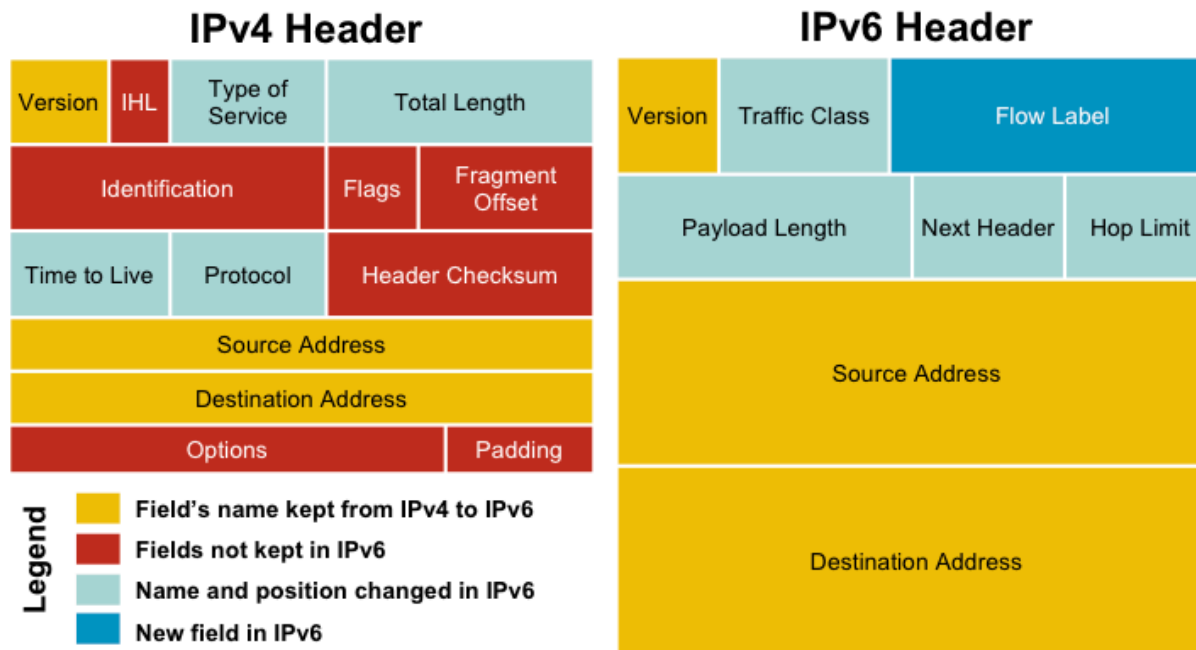 IPv4 Header
Version
IHL
Type of
Service
Total Length
Identification
Flags
Fragment
Offset
Time to Live
Protocol
Header Checksum
Source Address
Destination Address
Options
Padding
Legend
Field's name kept from IPv4 to IPv6
Fields not kept in IPv6
Name and position changed in IPv6
New field in IPv6
IPv6 Header
Version
Traffic Class
Flow Label
Payload Length
Next Header
Hop Limit
Source Address
Destination Address